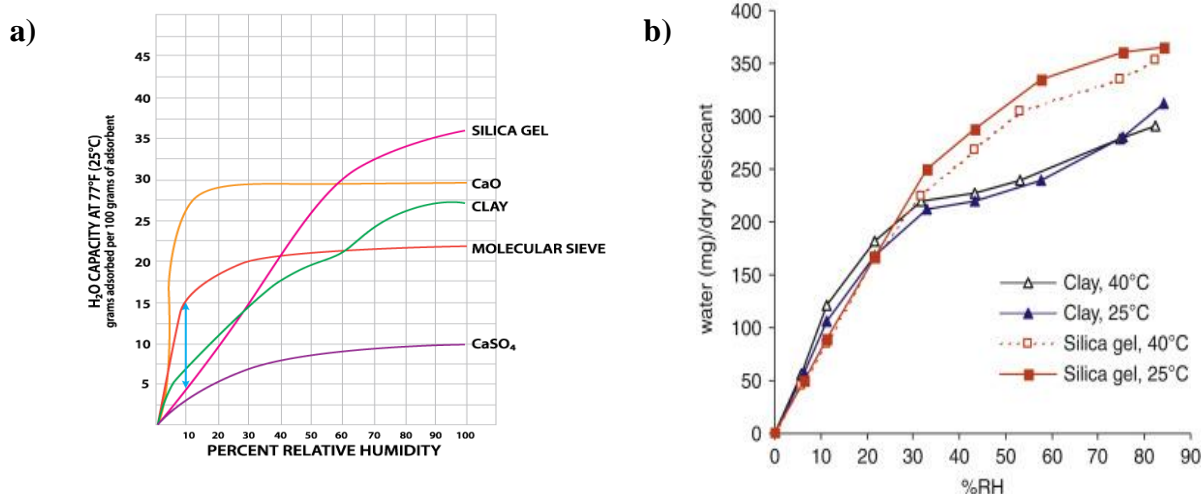 a)
H₂O CAPACITY AT 77°F (25°C)
grams adsorbed per 100 grams of adsorbent
45
40
35
30
25
20
15
10
5
10 20 30 40 50 60 70 80 90 100
PERCENT RELATIVE HUMIDITY
SILICA GEL
CaO
CLAY
MOLECULAR SIEVE
CaSO₄
b)
water (mg)/dry desiccant
400
350
300
250
200
150
100
50
0
0 10 20 30 40 50 60 70 80 90
%RH
Clay, 40°C
Clay, 25°C
Silica gel, 40°C
Silica gel, 25°C